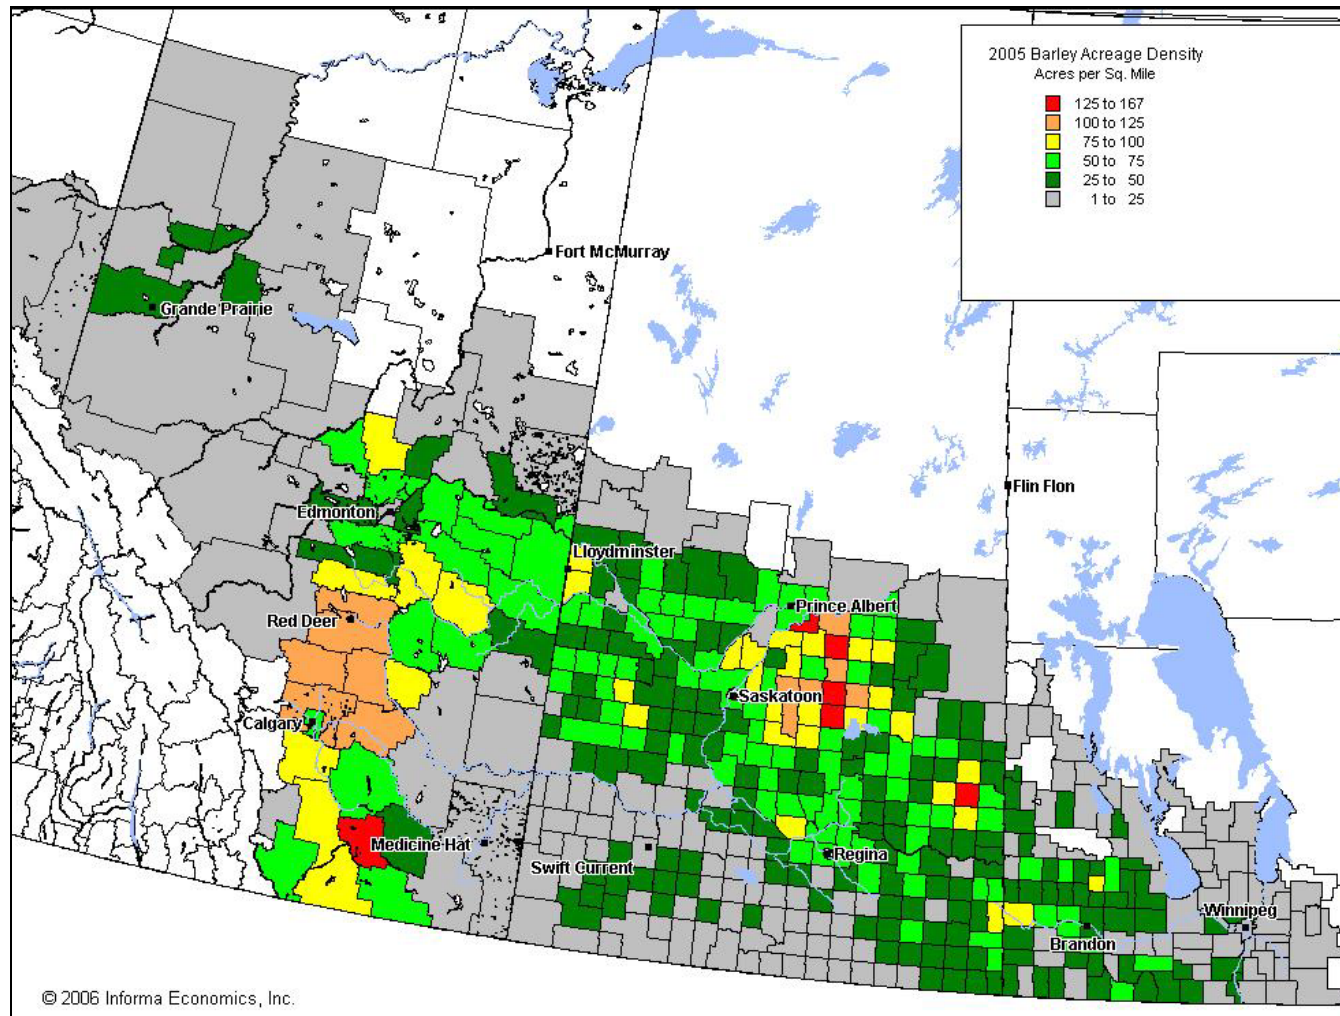 2005 Barley Acreage Density
Acres per Sq. Mile
125 to 167
100 to 125
75 to 100
50 to 75
25 to 50
1 to 25
Fort McMurray
Grande Prairie
Flin Flon
Edmonton
Lloydminster
Prince Albert
Red Deer
Saskatoon
Calgary
Medicine Hat
Regina
Swift Current
Winnipeg
Brandon
© 2006 Informa Economics, Inc.